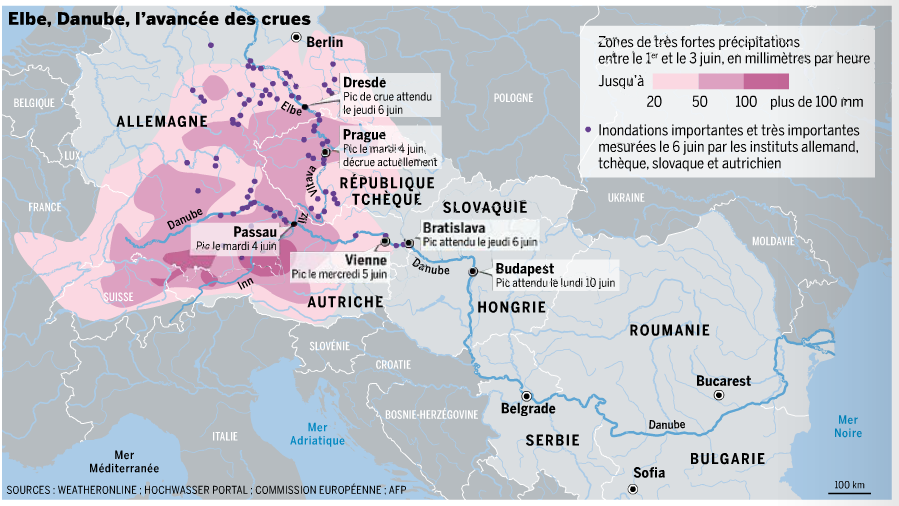 Elbe, Danube, l'avancée des crues
Berlin
Zones de très fortes précipitations
entre le 1er et le 3 juin, en millimètres par heure
Jusqu'à
20 50 100 plus de 100 mm
Inondations importantes et très importantes
mesurées le 6 juin par les instituts allemand,
tchèque, slovaque et autrichien
BELGIQUE
ALLEMAGNE
POLOGNE
Dresde
Pic de crue attendu
le jeudi 6 juin
Elbe
Prague
Pic le mardi 4 juin,
décrue actuellement
LUX.
Vltava
RÉPUBLIQUE
TCHÈQUE
FRANCE
SLOVAQUIE
UKRAINE
Danube
Ilz
Passau
Pic le mardi 4 juin
Bratislava
Pic attendu le jeudi 6 juin
MOLDAVIE
Vienne
Pic le mercredi 5 juin
Danube
Budapest
Pic attendu le lundi 10 juin
Inn
SUISSE
AUTRICHE
HONGRIE
ROUMANIE
SLOVÉNIE
CROATIE
Bucarest
Belgrade
BOSNIE-HERZÉGOVINE
Danube
Mer
Noire
ITALIE
Mer
Adriatique
SERBIE
Mer
Méditerranée
BULGARIE
Sofia
SOURCES : WEATHERONLINE ; HOCHWASSER PORTAL ; COMMISSION EUROPÉENNE ; AFP
100 km